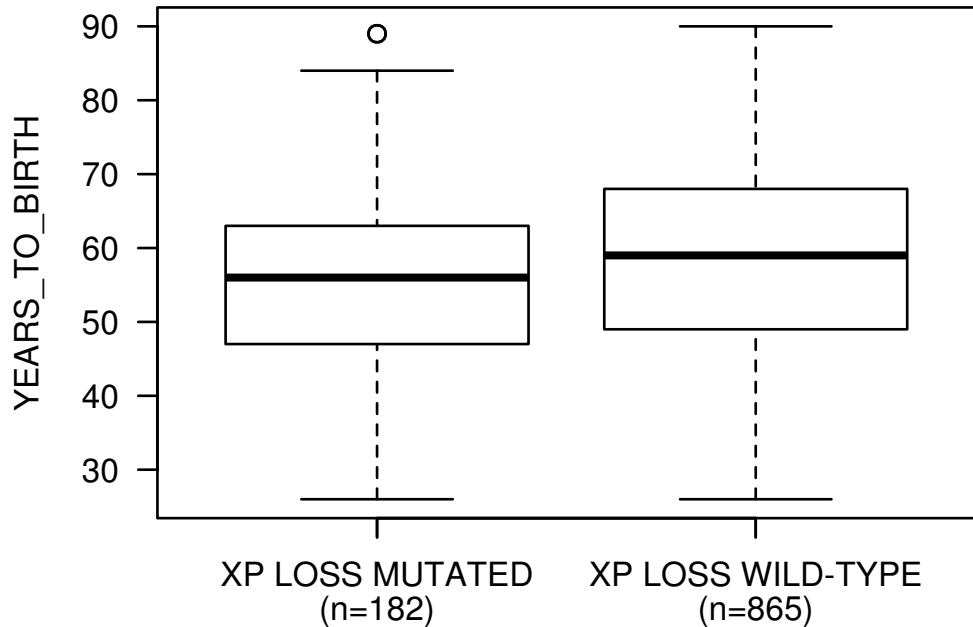 YEARS_TO_BIRTH
90
80
70
60
50
40
30
XP LOSS MUTATED
(n=182)
XP LOSS WILD-TYPE
(n=865)